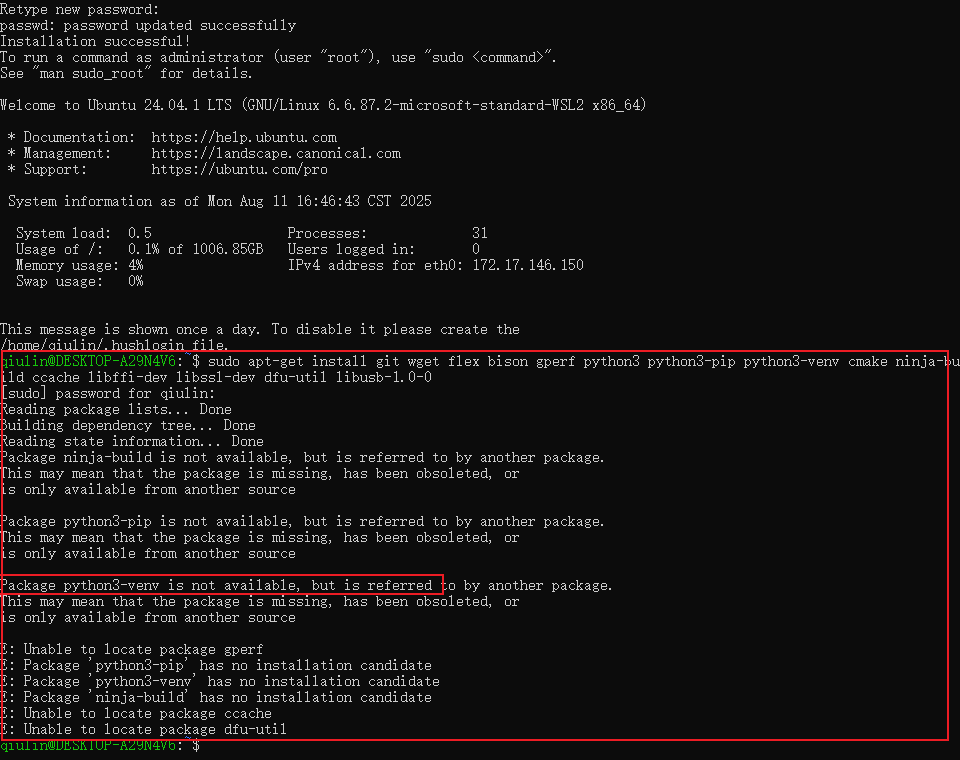 Retype new password:
passwd: password updated successfully
Installation successful!
To run a command as administrator (user "root"), use "sudo <command>".
See "man sudo_root" for details.
Welcome to Ubuntu 24.04.1 LTS (GNU/Linux 6.6.87.2-microsoft-standard-WSL2 x86_64)
* Documentation:  https://help.ubuntu.com
* Management:     https://landscape.canonical.com
* Support:        https://ubuntu.com/pro
System information as of Mon Aug 11 16:46:43 CST 2025
System load:  0.5                 Processes:             31
Usage of /:   0.1% of 1006.85GB   Users logged in:       0
Memory usage: 4%                  IPv4 address for eth0: 172.17.146.150
Swap usage:   0%
This message is shown once a day. To disable it please create the
/home/qiulin/.hushlogin file.
qiulin@DESKTOP-A29N4V6:~$ sudo apt-get install git wget flex bison gperf python3 python3-pip python3-venv cmake ninja-bu
ild ccache libffi-dev libssl-dev dfu-util libusb-1.0-0
[sudo] password for qiulin:
Reading package lists... Done
Building dependency tree... Done
Reading state information... Done
Package ninja-build is not available, but is referred to by another package.
This may mean that the package is missing, has been obsoleted, or
is only available from another source
Package python3-pip is not available, but is referred to by another package.
This may mean that the package is missing, has been obsoleted, or
is only available from another source
Package python3-venv is not available, but is referred to by another package.
This may mean that the package is missing, has been obsoleted, or
is only available from another source
E: Unable to locate package gperf
E: Package 'python3-pip' has no installation candidate
E: Package 'python3-venv' has no installation candidate
E: Package 'ninja-build' has no installation candidate
E: Unable to locate package ccache
E: Unable to locate package dfu-util
qiulin@DESKTOP-A29N4V6:~$